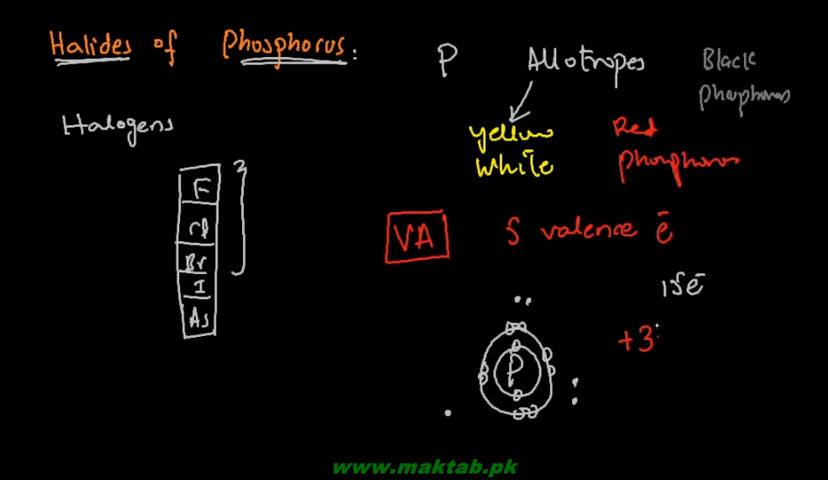 Halides of Phosphorus:
P Allotropes
Black
Phosphorus
Halogens
Yellow
White
Red
phosphorus
F
Cl
Br
I
As
VA
5 valence ē
15ē
+3
P
www.maktab.pk